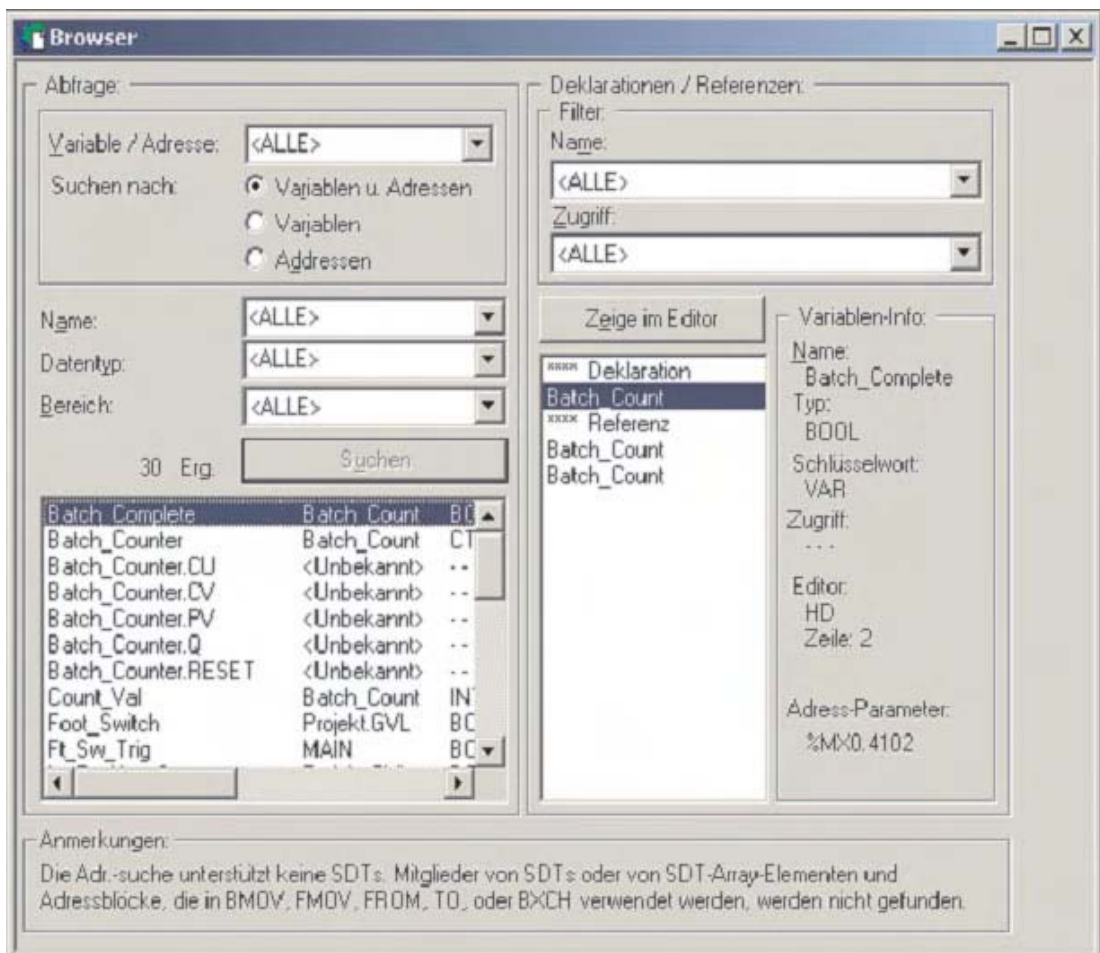 Browser
Abfrage:
Variable / Adresse: <ALLE>
Suchen nach: Variablen u. Adressen
Variablen
Addressen
Name: <ALLE>
Datentyp: <ALLE>
Bereich: <ALLE>
30 Erg. Suchen
Batch_Complete Batch_Count BO
Batch_Counter Batch_Count CT
Batch_Counter.CU <Unbekannt> --
Batch_Counter.CV <Unbekannt> --
Batch_Counter.PV <Unbekannt> --
Batch_Counter.Q <Unbekannt> --
Batch_Counter.RESET <Unbekannt> --
Count_Val Batch_Count INT
Foot_Switch Projekt.GVL BO
Ft_Sw_Trig MAIN BO
Deklarationen / Referenzen:
Filter:
Name:
<ALLE>
Zugriff:
<ALLE>
Zeige im Editor
**** Deklaration
Batch_Count
**** Referenz
Batch_Count
Batch_Count
Variablen-Info:
Name:
Batch_Complete
Typ:
BOOL
Schlüsselwort:
VAR
Zugriff:
---
Editor:
HD
Zeile: 2
Adress-Parameter:
%MX0.4102
Anmerkungen:
Die Adr.-suche unterstützt keine SDTs. Mitglieder von SDTs oder von SDT-Array-Elementen und
Adressblöcke, die in BMOV, FMOV, FROM, TO, oder BXCH verwendet werden, werden nicht gefunden.